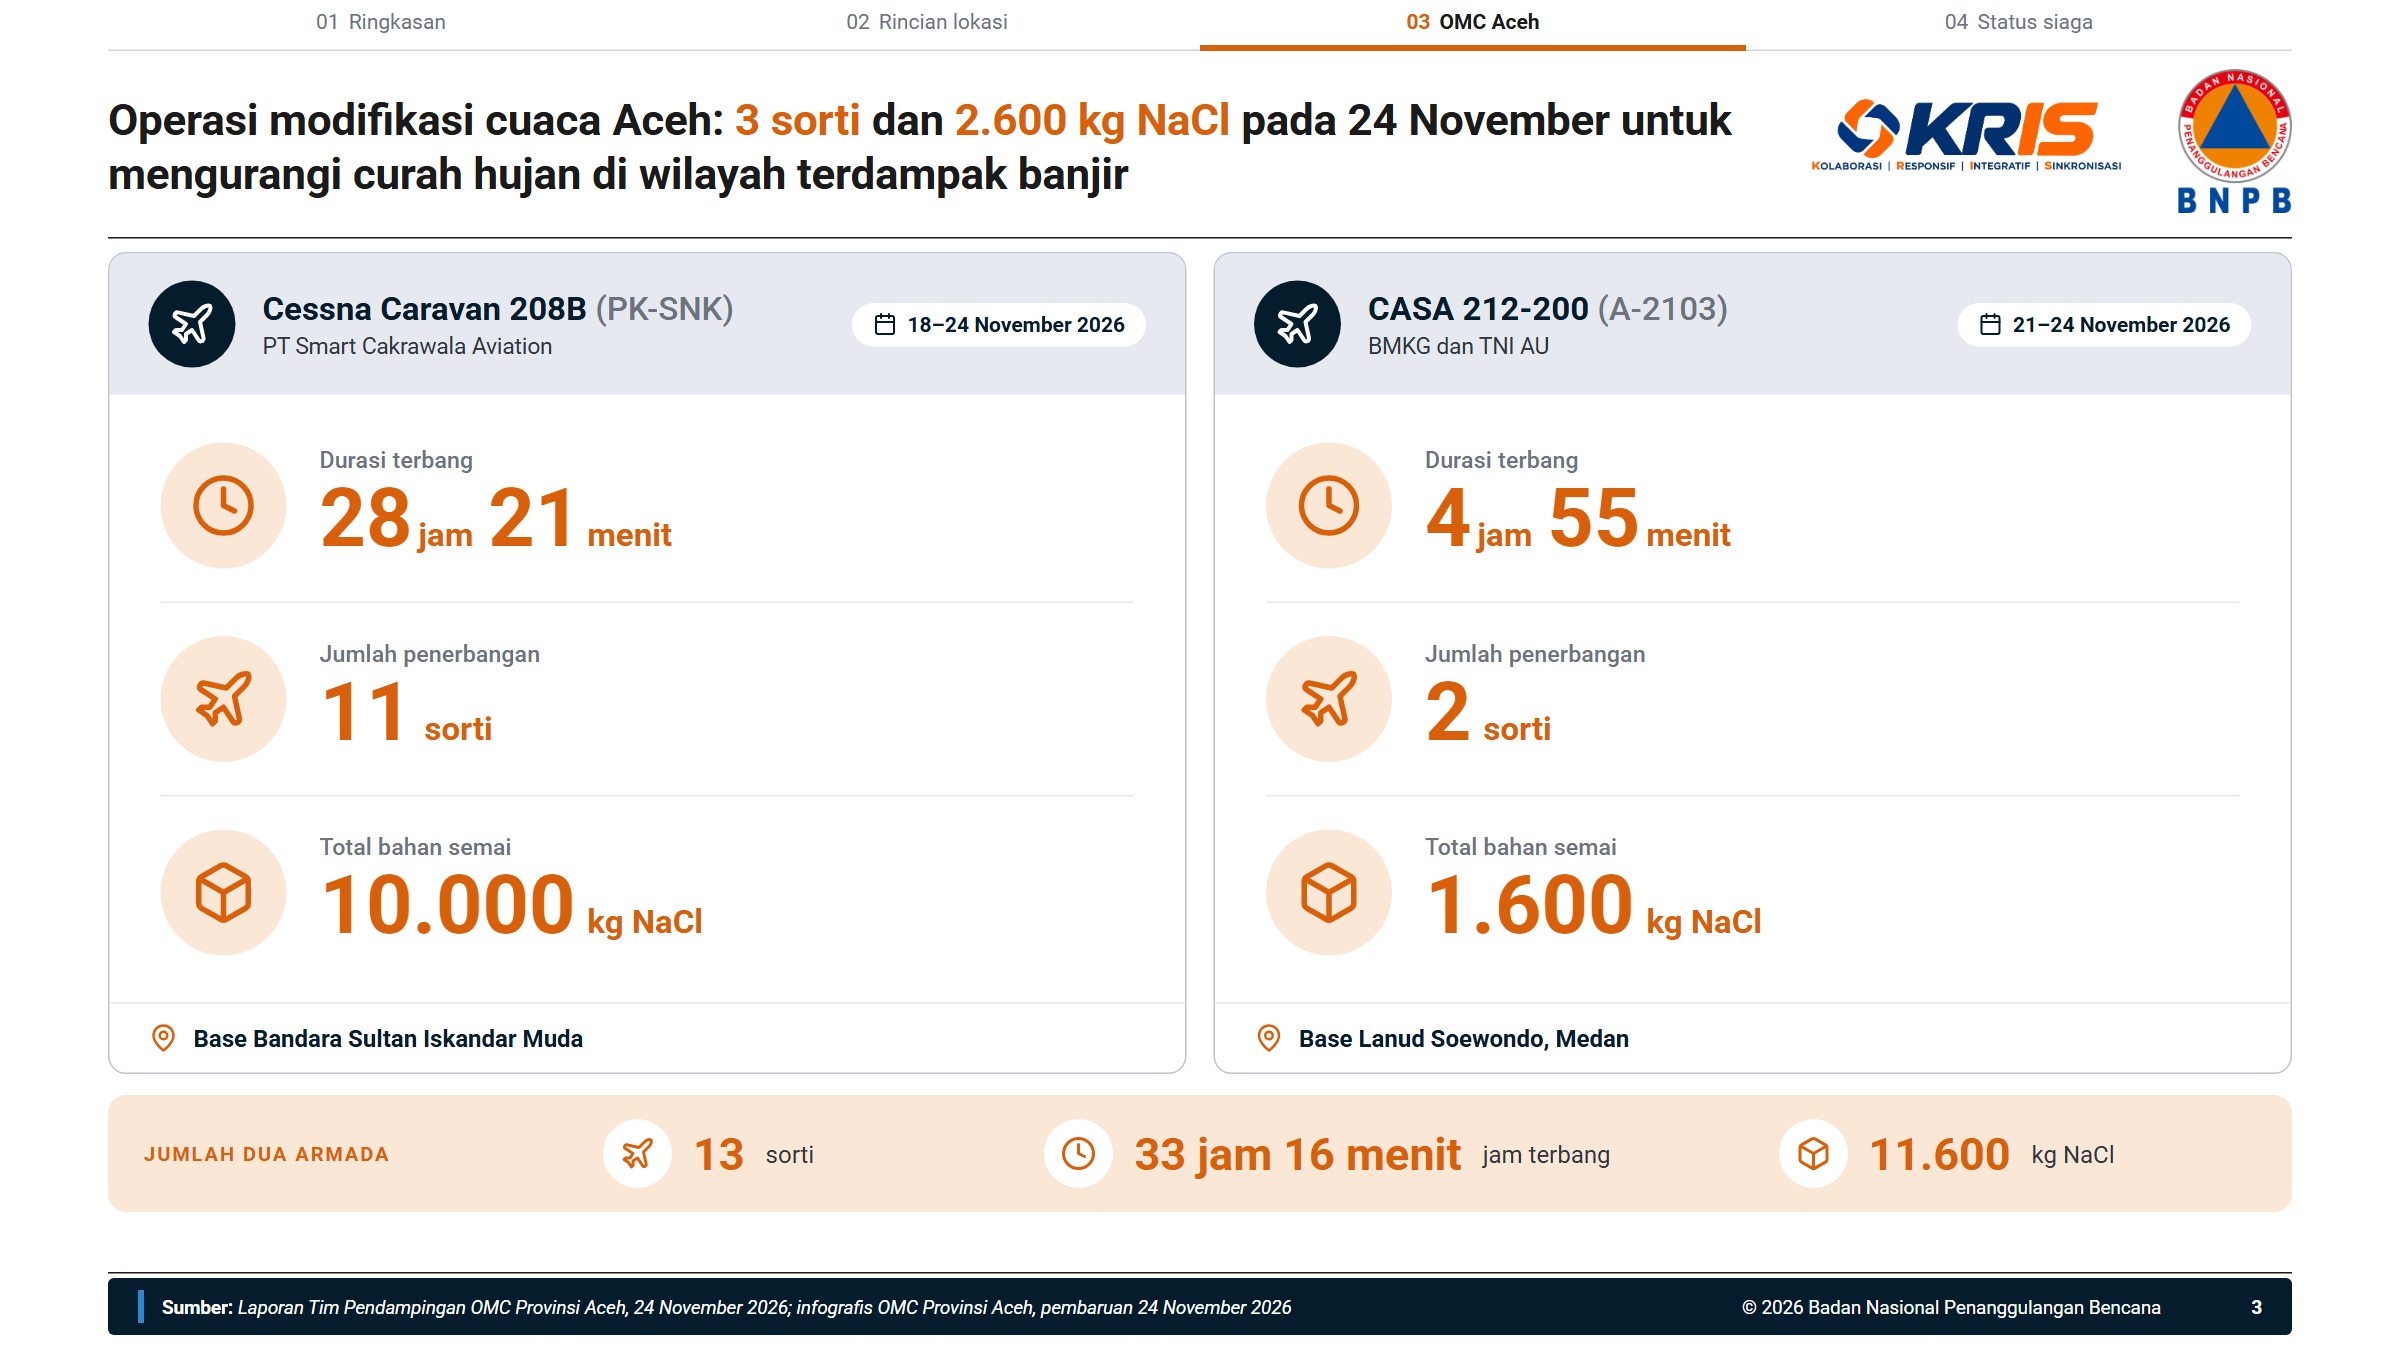 01 Ringkasan
02 Rincian lokasi
03 OMC Aceh
04 Status siaga
Operasi modifikasi cuaca Aceh: 3 sorti dan 2.600 kg NaCl pada 24 November untuk
mengurangi curah hujan di wilayah terdampak banjir
KRIS
KOLABORASI | RESPONSIF | INTEGRATIF | SINKRONISASI
BADAN NASIONAL PENANGGULANGAN BENCANA
BNPB
Cessna Caravan 208B (PK-SNK)
PT Smart Cakrawala Aviation
18–24 November 2026
Durasi terbang
28 jam 21 menit
Jumlah penerbangan
11 sorti
Total bahan semai
10.000 kg NaCl
Base Bandara Sultan Iskandar Muda
CASA 212-200 (A-2103)
BMKG dan TNI AU
21–24 November 2026
Durasi terbang
4 jam 55 menit
Jumlah penerbangan
2 sorti
Total bahan semai
1.600 kg NaCl
Base Lanud Soewondo, Medan
JUMLAH DUA ARMADA
13 sorti
33 jam 16 menit jam terbang
11.600 kg NaCl
Sumber: Laporan Tim Pendampingan OMC Provinsi Aceh, 24 November 2026; infografis OMC Provinsi Aceh, pembaruan 24 November 2026
© 2026 Badan Nasional Penanggulangan Bencana
3